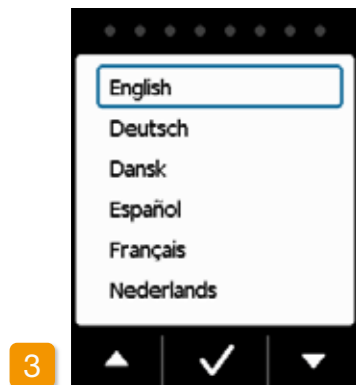 English
Deutsch
Dansk
Español
Français
Nederlands
3